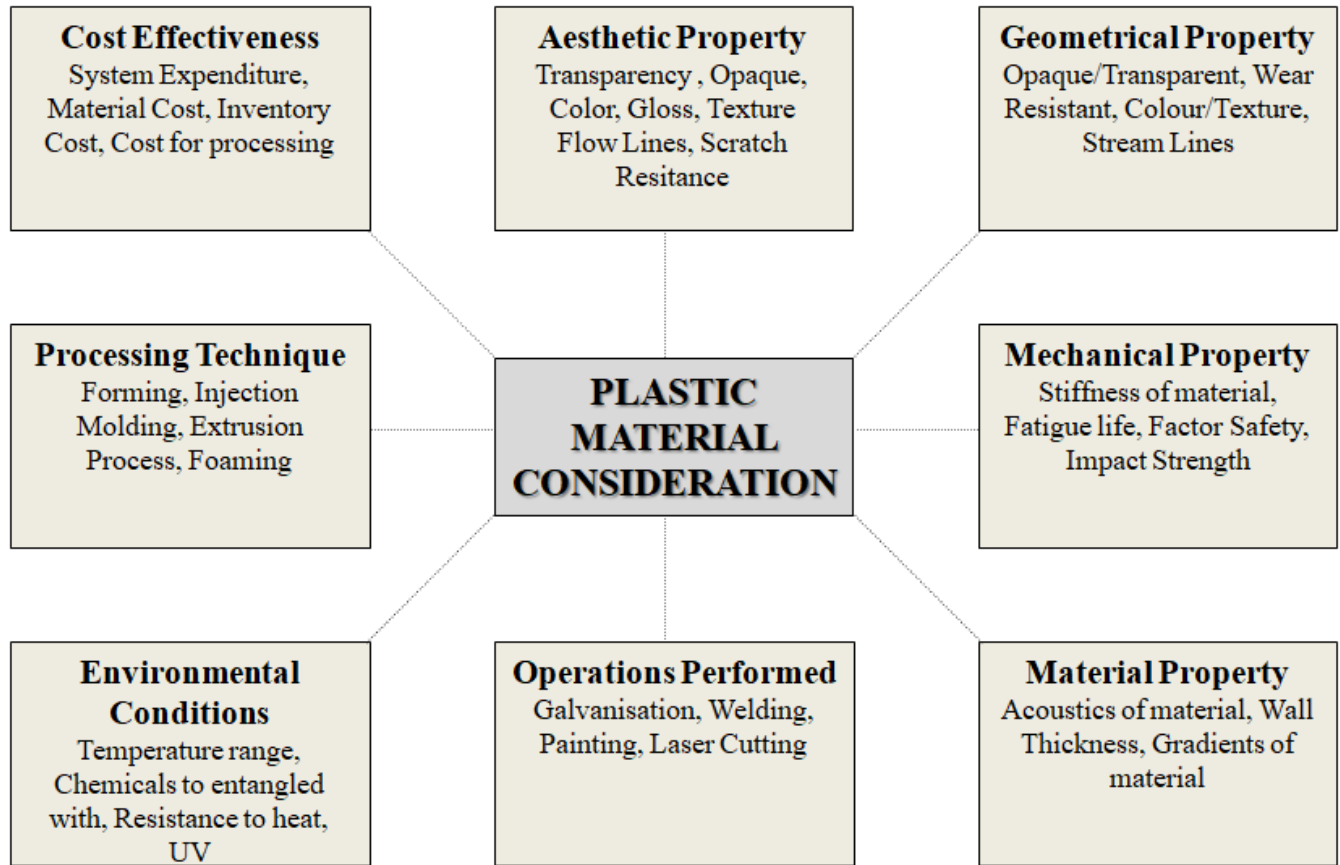 Cost Effectiveness
System Expenditure,
Material Cost, Inventory
Cost, Cost for processing
Aesthetic Property
Transparency , Opaque,
Color, Gloss, Texture
Flow Lines, Scratch
Resitance
Geometrical Property
Opaque/Transparent, Wear
Resistant, Colour/Texture,
Stream Lines
Processing Technique
Forming, Injection
Molding, Extrusion
Process, Foaming
PLASTIC
MATERIAL
CONSIDERATION
Mechanical Property
Stiffness of material,
Fatigue life, Factor Safety,
Impact Strength
Environmental
Conditions
Temperature range,
Chemicals to entangled
with, Resistance to heat,
UV
Operations Performed
Galvanisation, Welding,
Painting, Laser Cutting
Material Property
Acoustics of material, Wall
Thickness, Gradients of
material